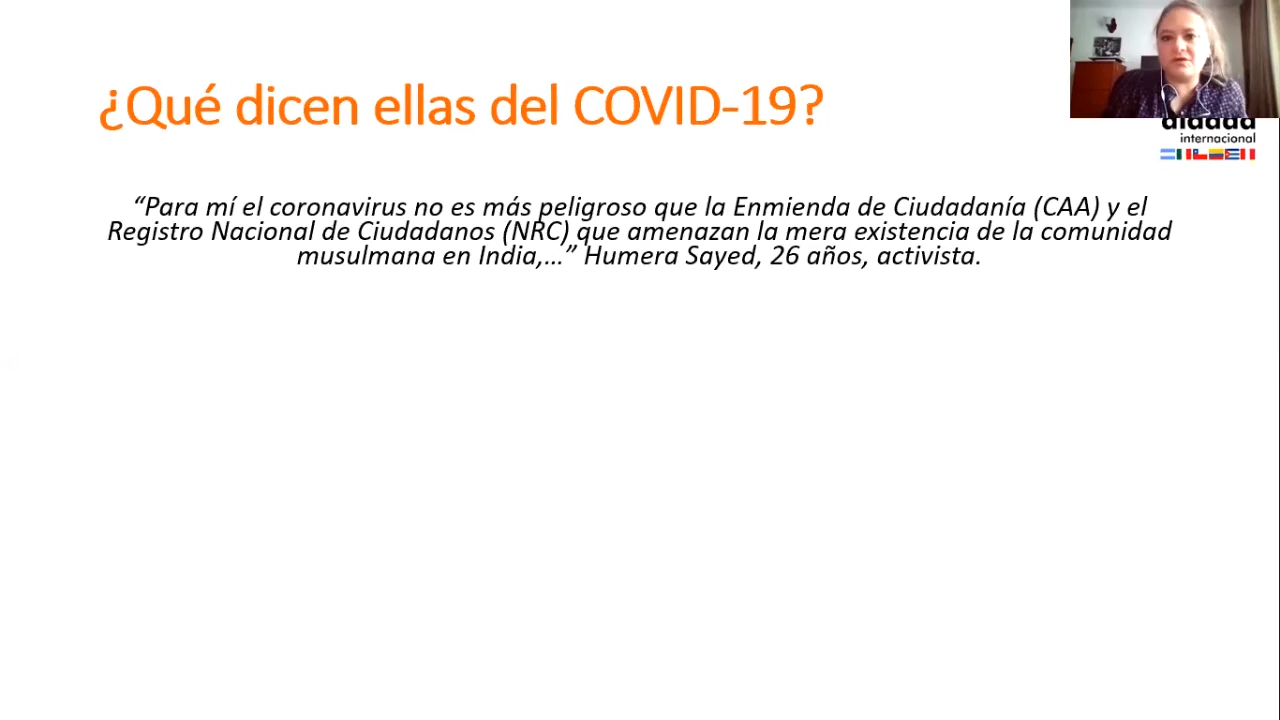 ¿Qué dicen ellas del COVID-19?
internacional
“Para mí el coronavirus no es más peligroso que la Enmienda de Ciudadanía (CAA) y el
Registro Nacional de Ciudadanos (NRC) que amenazan la mera existencia de la comunidad
musulmana en India,...” Humera Sayed, 26 años, activista.